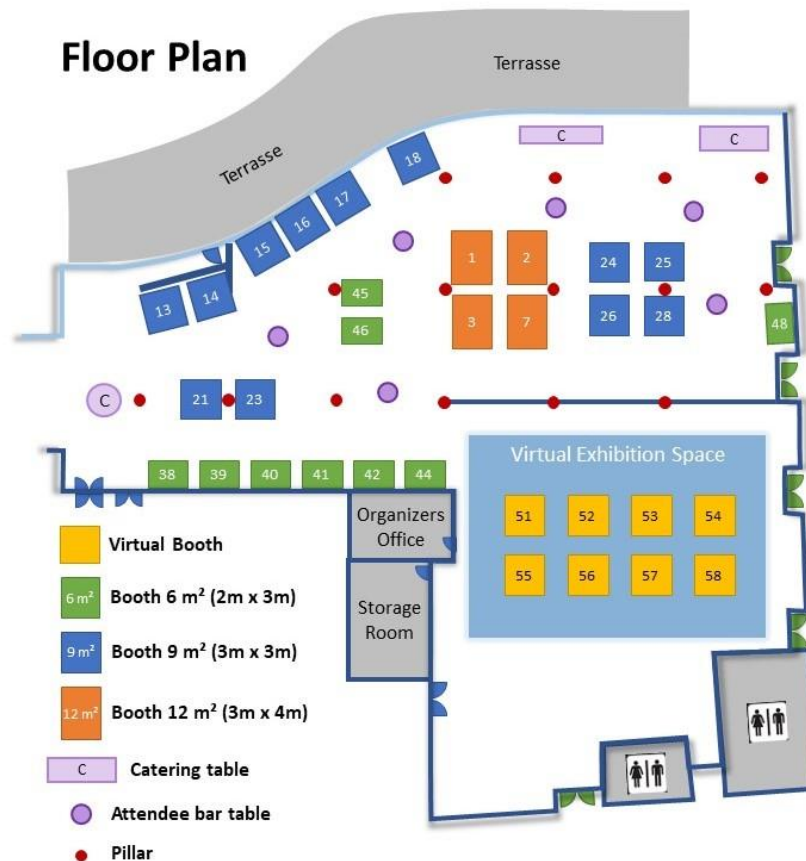 Floor Plan
Terrasse
Terrasse
C
C
18
17
16
15
14
13
1
2
24
25
45
46
3
7
26
28
48
C
21
23
38
39
40
41
42
44
Virtual Exhibition Space
51
52
53
54
55
56
57
58
Organizers
Office
Storage
Room
Virtual Booth
6 m²
Booth 6 m² (2m x 3m)
9 m²
Booth 9 m² (3m x 3m)
12 m²
Booth 12 m² (3m x 4m)
C
Catering table
Attendee bar table
Pillar